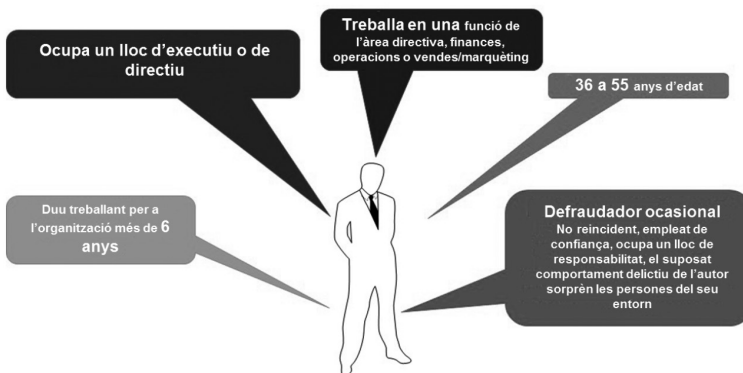 Ocupa un lloc d’executiu o de
directiu
Treballa en una funció de
l’àrea directiva, finances,
operacions o vendes/marquèting
36 a 55 anys d’edat
Duu treballant per a
l’organització més de 6
anys
Defraudador ocasional
No reincident, empleat de
confiança, ocupa un lloc de
responsabilitat, el suposat
comportament delictiu de l’autor
sorprèn les persones del seu
entorn